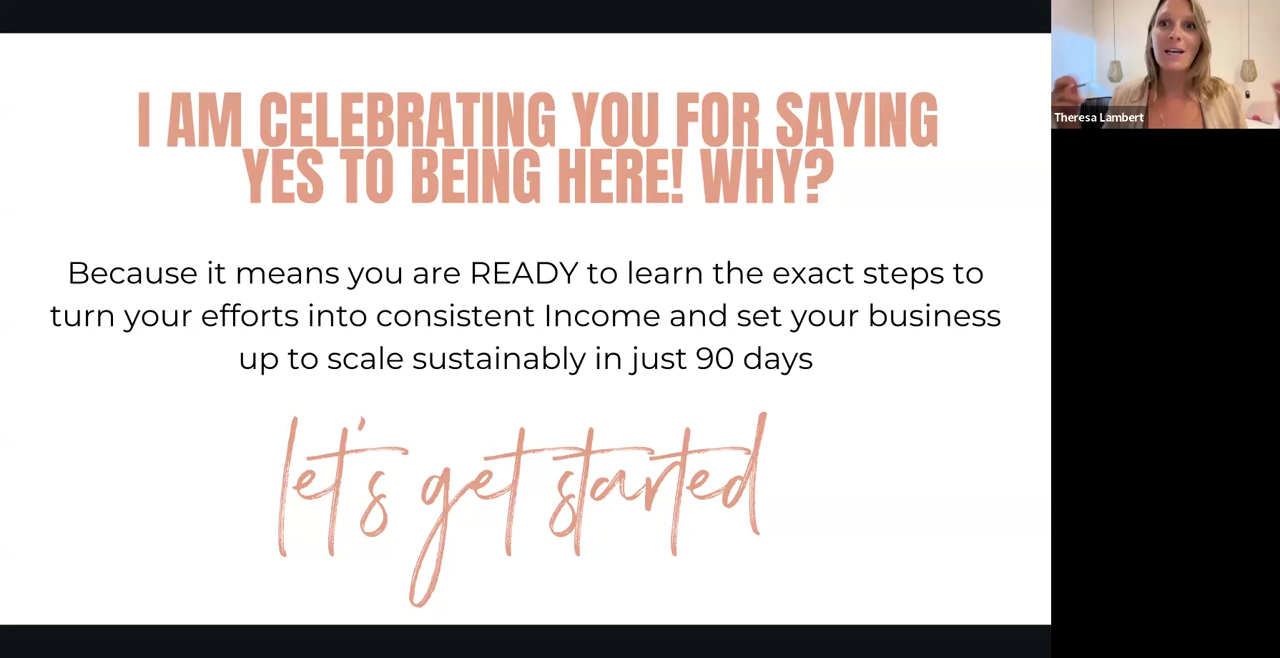 I AM CELEBRATING YOU FOR SAYING
YES TO BEING HERE! WHY?
Because it means you are READY to learn the exact steps to
turn your efforts into consistent Income and set your business
up to scale sustainably in just 90 days
let's get started
Theresa Lambert